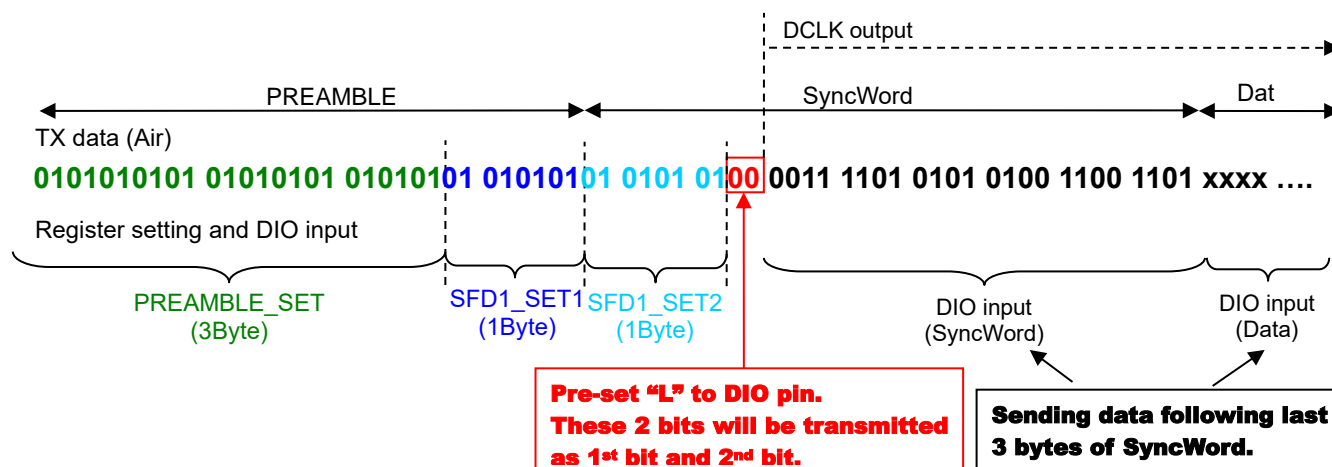 DCLK output
PREAMBLE
SyncWord
Dat
TX data (Air)
0101010101 01010101 01010101 01010101 0101 0100 0011 1101 0101 0100 1100 1101 xxxx ....
Register setting and DIO input
PREAMBLE_SET
(3Byte)
SFD1_SET1
(1Byte)
SFD1_SET2
(1Byte)
DIO input
(SyncWord)
DIO input
(Data)
Pre-set “L” to DIO pin.
These 2 bits will be transmitted
as 1st bit and 2nd bit.
Sending data following last
3 bytes of SyncWord.